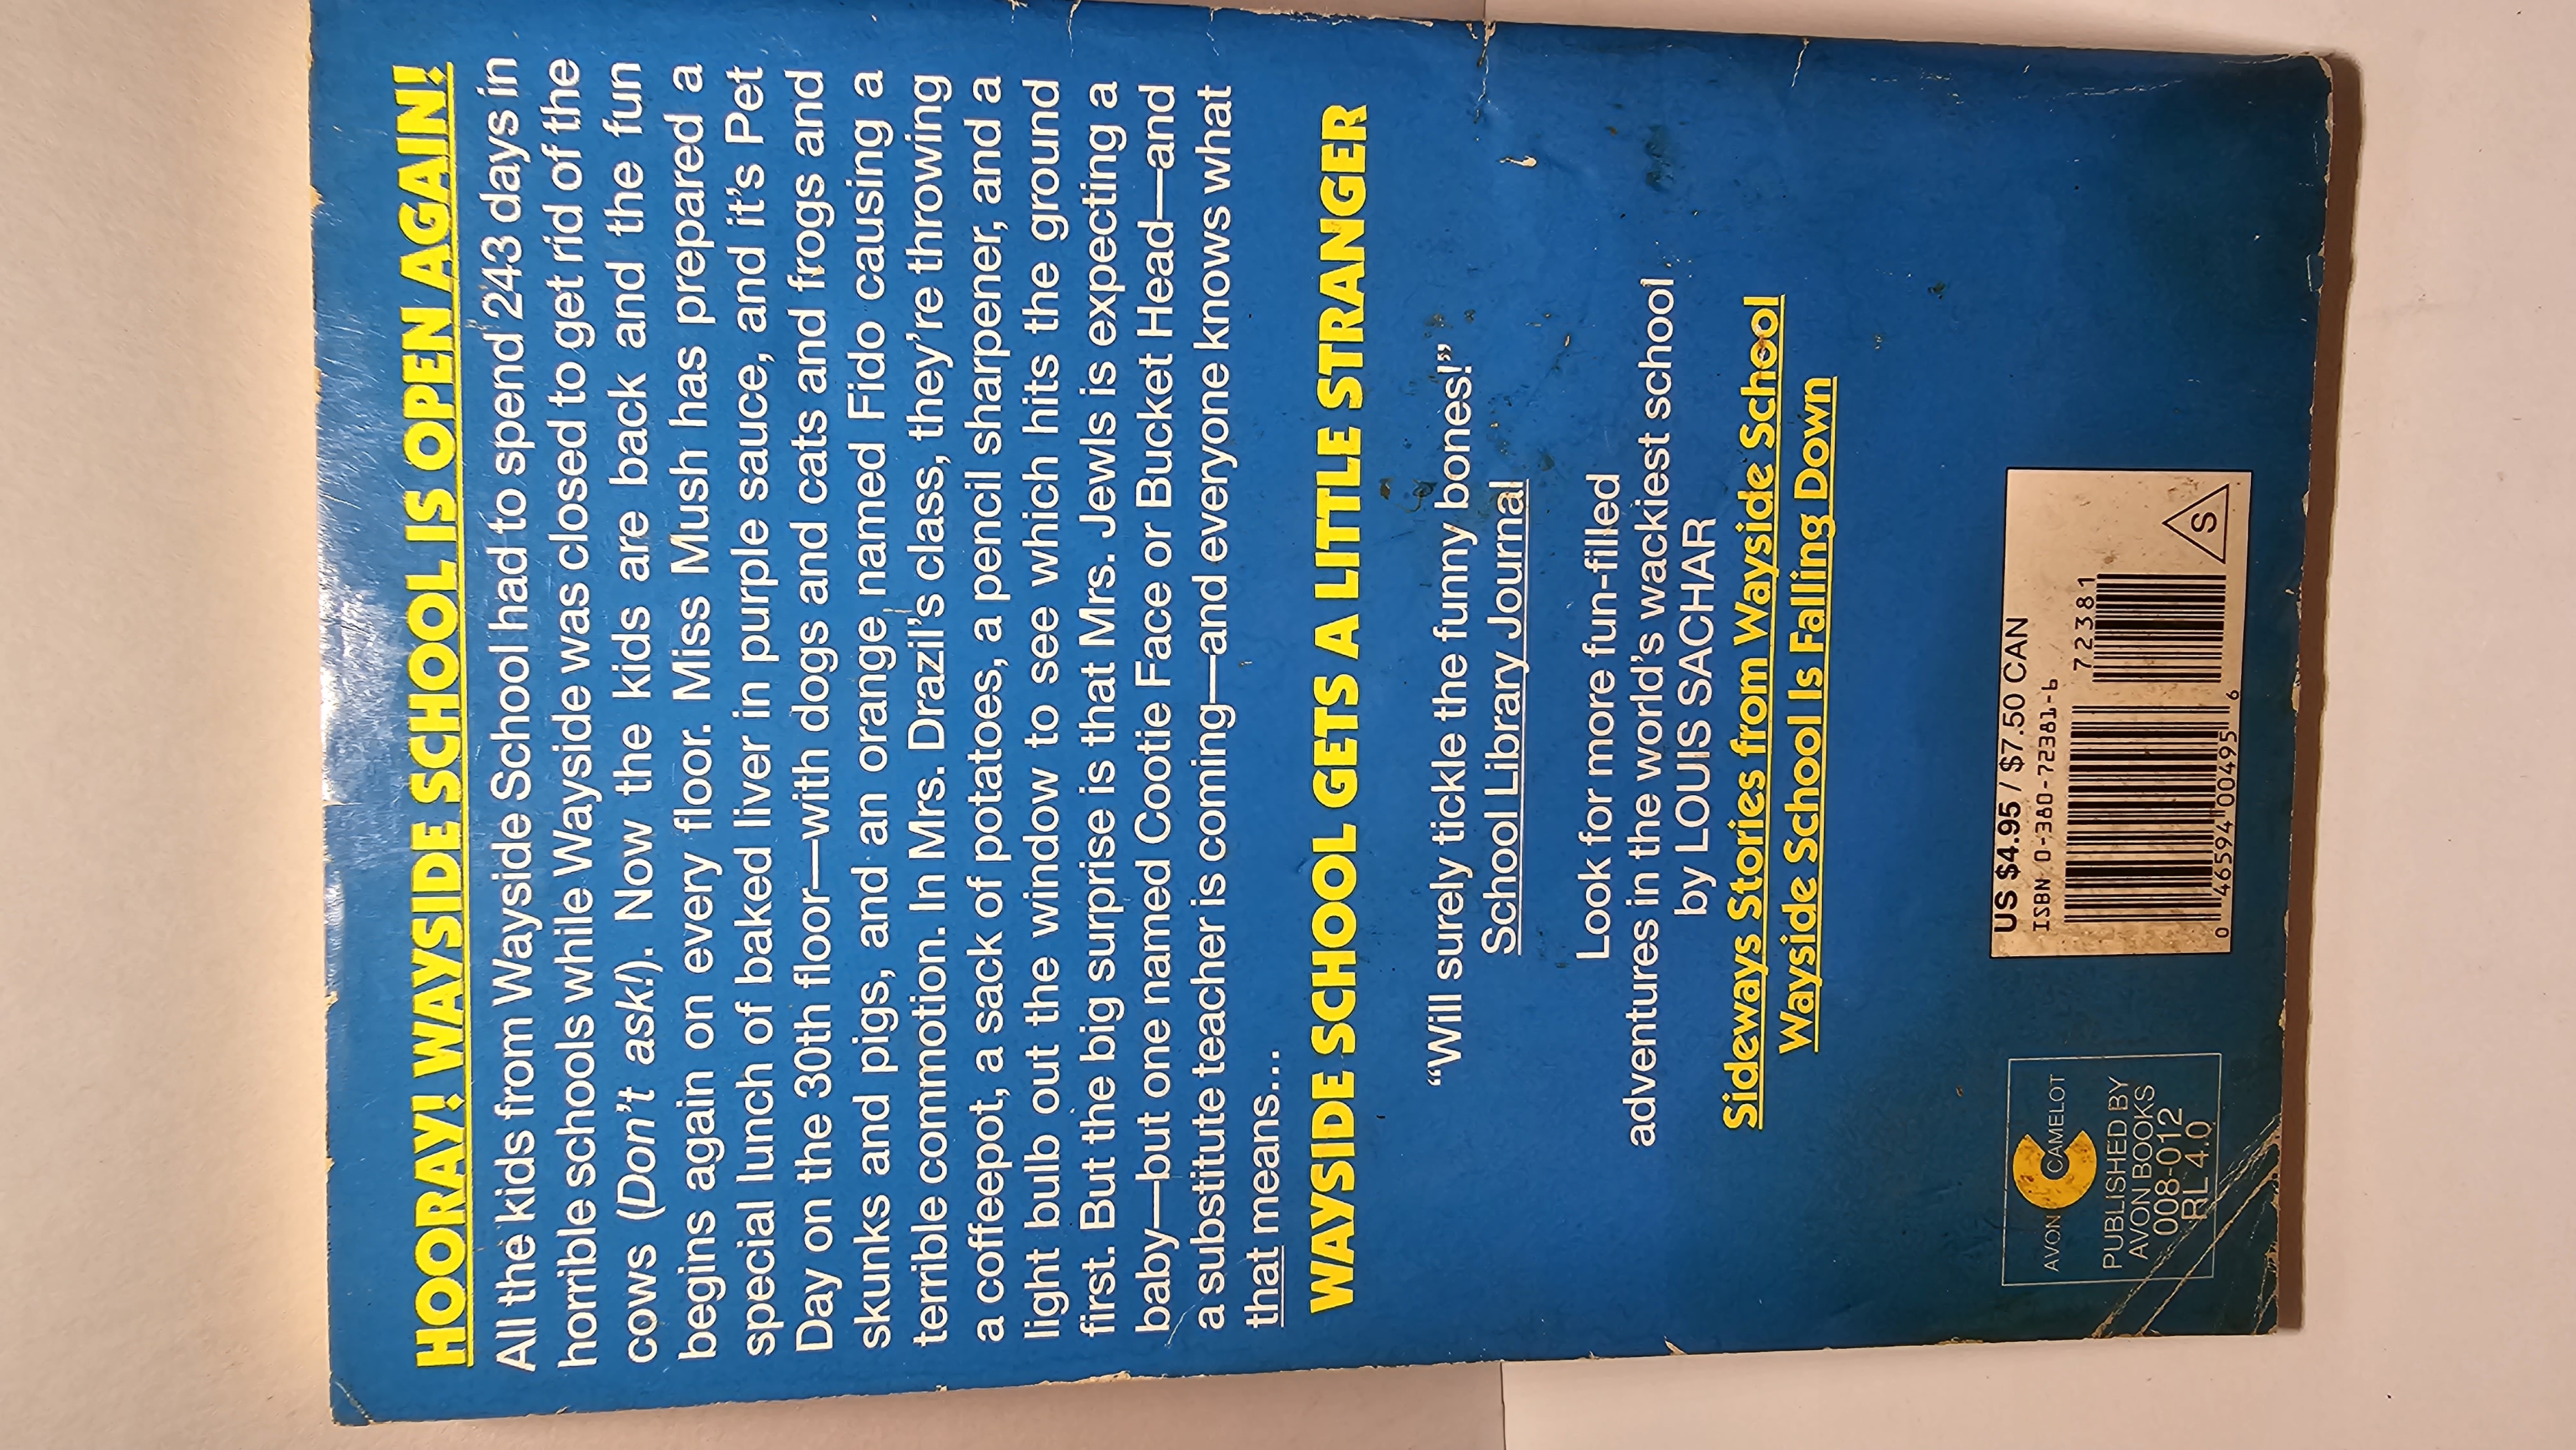 HOORAY! WAYSIDE SCHOOL IS OPEN AGAIN!
All the kids from Wayside School had to spend 243 days in
horrible schools while Wayside was closed to get rid of the
cows (Don't ask!). Now the kids are back and the fun
begins again on every floor. Miss Mush has prepared a
special lunch of baked liver in purple sauce, and it's Pet
Day on the 30th floor—with dogs and cats and frogs and
skunks and pigs, and an orange named Fido causing a
terrible commotion. In Mrs. Drazil's class, they're throwing
a coffeepot, a sack of potatoes, a pencil sharpener, and a
light bulb out the window to see which hits the ground
first. But the big surprise is that Mrs. Jewls is expecting a
baby—but one named Cootie Face or Bucket Head—and
a substitute teacher is coming—and everyone knows what
that means...
WAYSIDE SCHOOL GETS A LITTLE STRANGER
“Will surely tickle the funny bones!”
School Library Journal
Look for more fun-filled
adventures in the world's wackiest school
by LOUIS SACHAR
Sideways Stories from Wayside School
Wayside School Is Falling Down
AVON CAMELOT
PUBLISHED BY
AVON BOOKS
008-012
RL 4.0
US $4.95 / $7.50 CAN
ISBN 0-380-72381-6
72381
0 46594 00495 6
S